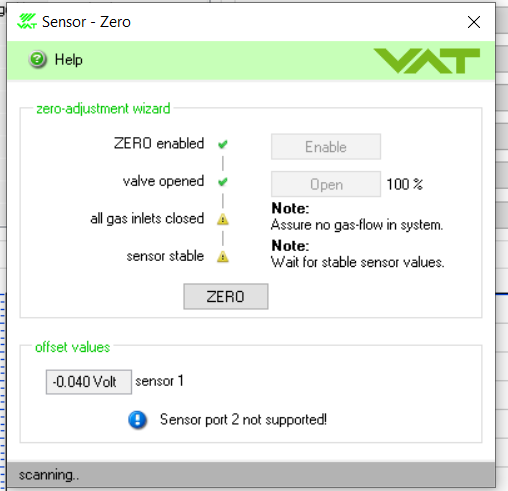 VAT Sensor - Zero
Help
VAT
zero-adjustment wizard
ZERO enabled
Enable
valve opened
Open
100 %
all gas inlets closed
Note:
Assure no gas-flow in system.
sensor stable
Note:
Wait for stable sensor values.
ZERO
offset values
-0.040 Volt
sensor 1
Sensor port 2 not supported!
scanning..